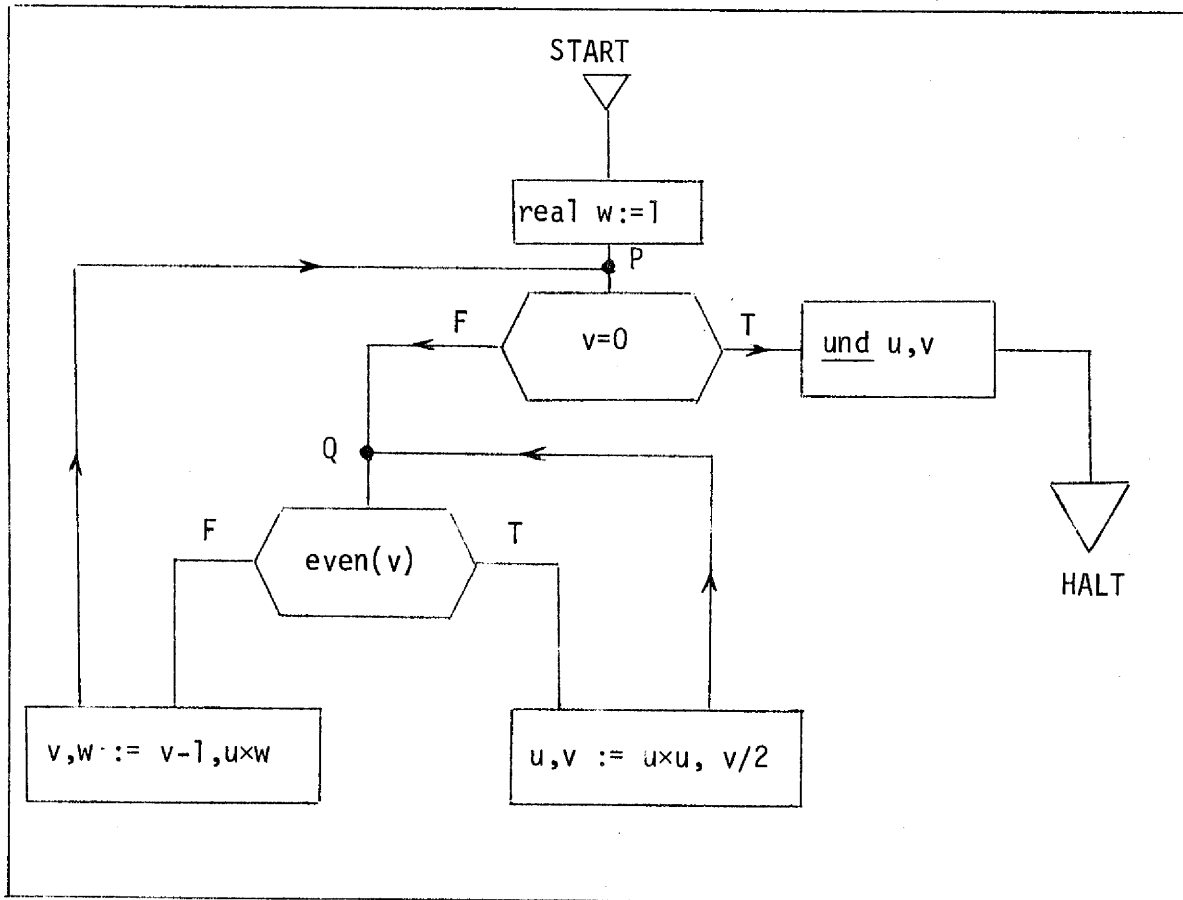 START
real w:=1
P
F
v=0
T
und u,v
Q
F
even(v)
T
HALT
v,w := v-1,u×w
u,v := u×u, v/2